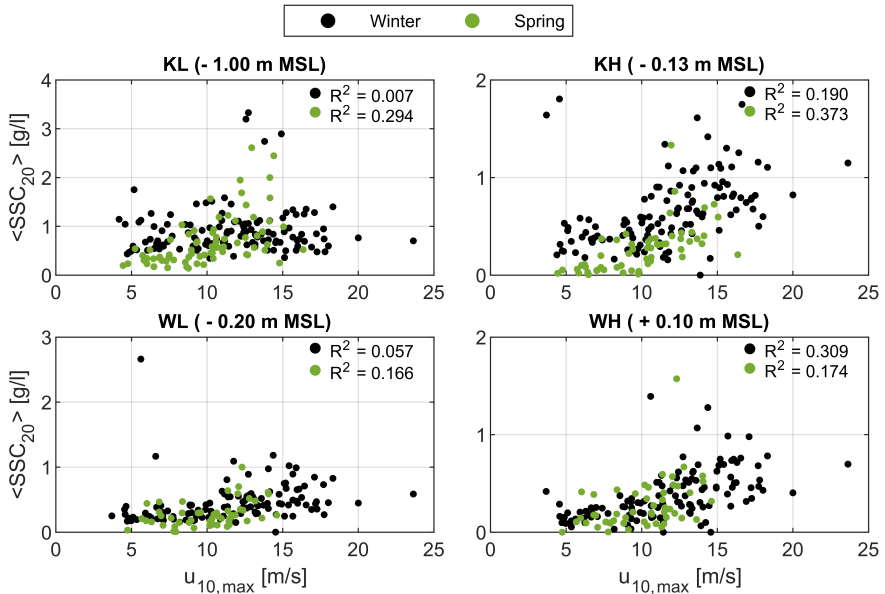 Winter Spring
KL (- 1.00 m MSL)
<SSC20> [g/l]
4
3
2
1
0
R2 = 0.007
R2 = 0.294
0 5 10 15 20 25
KH ( - 0.13 m MSL)
2
1
0
R2 = 0.190
R2 = 0.373
5 10 15 20 25
WL ( - 0.20 m MSL)
<SSC20> [g/l]
3
2
1
0
R2 = 0.057
R2 = 0.166
0 5 10 15 20 25
u10,max [m/s]
WH ( + 0.10 m MSL)
2
1
0
R2 = 0.309
R2 = 0.174
5 10 15 20 25
u10,max [m/s]